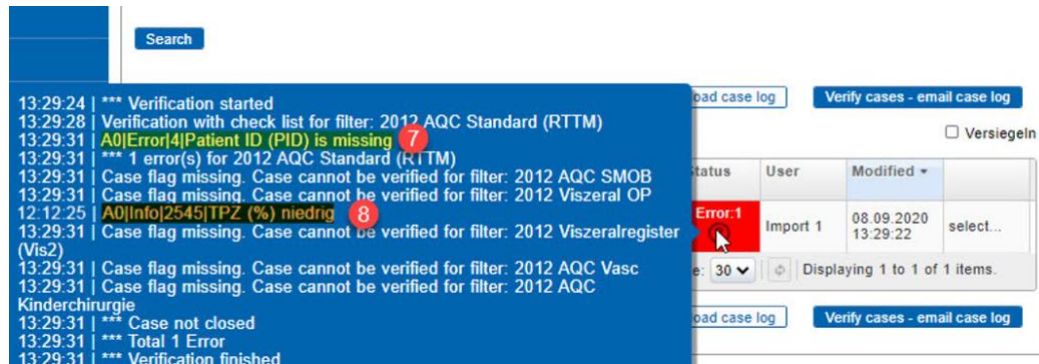 Search
13:29:24 | *** Verification started
13:29:28 | Verification with check list for filter: 2012 AQC Standard (RTTM)
13:29:31 | A0|Error|4|Patient ID (PID) is missing 7
13:29:31 | *** 1 error(s) for 2012 AQC Standard (RTTM)
13:29:31 | Case flag missing. Case cannot be verified for filter: 2012 AQC SMOB
13:29:31 | Case flag missing. Case cannot be verified for filter: 2012 Viszeral OP
12:12:25 | A0|Info|2545|TPZ (%) niedrig 8
13:29:31 | Case flag missing. Case cannot be verified for filter: 2012 Viszeralregister
(Vis2)
13:29:31 | Case flag missing. Case cannot be verified for filter: 2012 AQC Vasc
13:29:31 | Case flag missing. Case cannot be verified for filter: 2012 AQC
Kinderchirurgie
13:29:31 | *** Case not closed
13:29:31 | *** Total 1 Error
13:29:31 | *** Verification finished
oad case log Verify cases - email case log
Versiegeln
tatus User Modified
Error:1 Import 1 08.09.2020 select...
13:29:22
e: 30 Displaying 1 to 1 of 1 items.
oad case log Verify cases - email case log